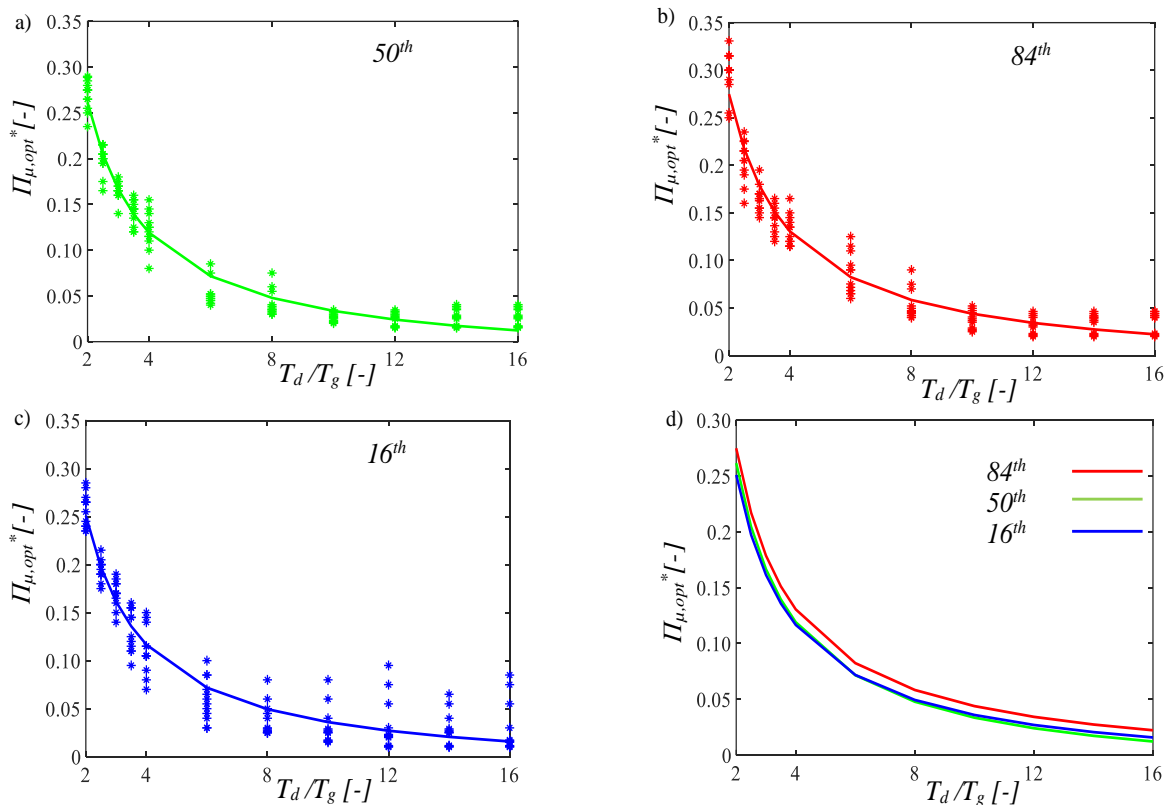 a)
0.35
0.30
0.25
0.2
0.15
0.10
0.05
0
Πμ,opt* [-]
50th
2 4 8 12 16
Td /Tg [-]
b)
0.35
0.30
0.25
0.2
0.15
0.10
0.05
0
Πμ,opt* [-]
84th
2 4 8 12 16
Td /Tg [-]
c)
0.35
0.30
0.25
0.2
0.15
0.10
0.05
0
Πμ,opt* [-]
16th
2 4 8 12 16
Td /Tg [-]
d)
0.30
0.25
0.20
0.15
0.10
0.05
0
Πμ,opt* [-]
84th
50th
16th
2 4 8 12 16
Td /Tg [-]